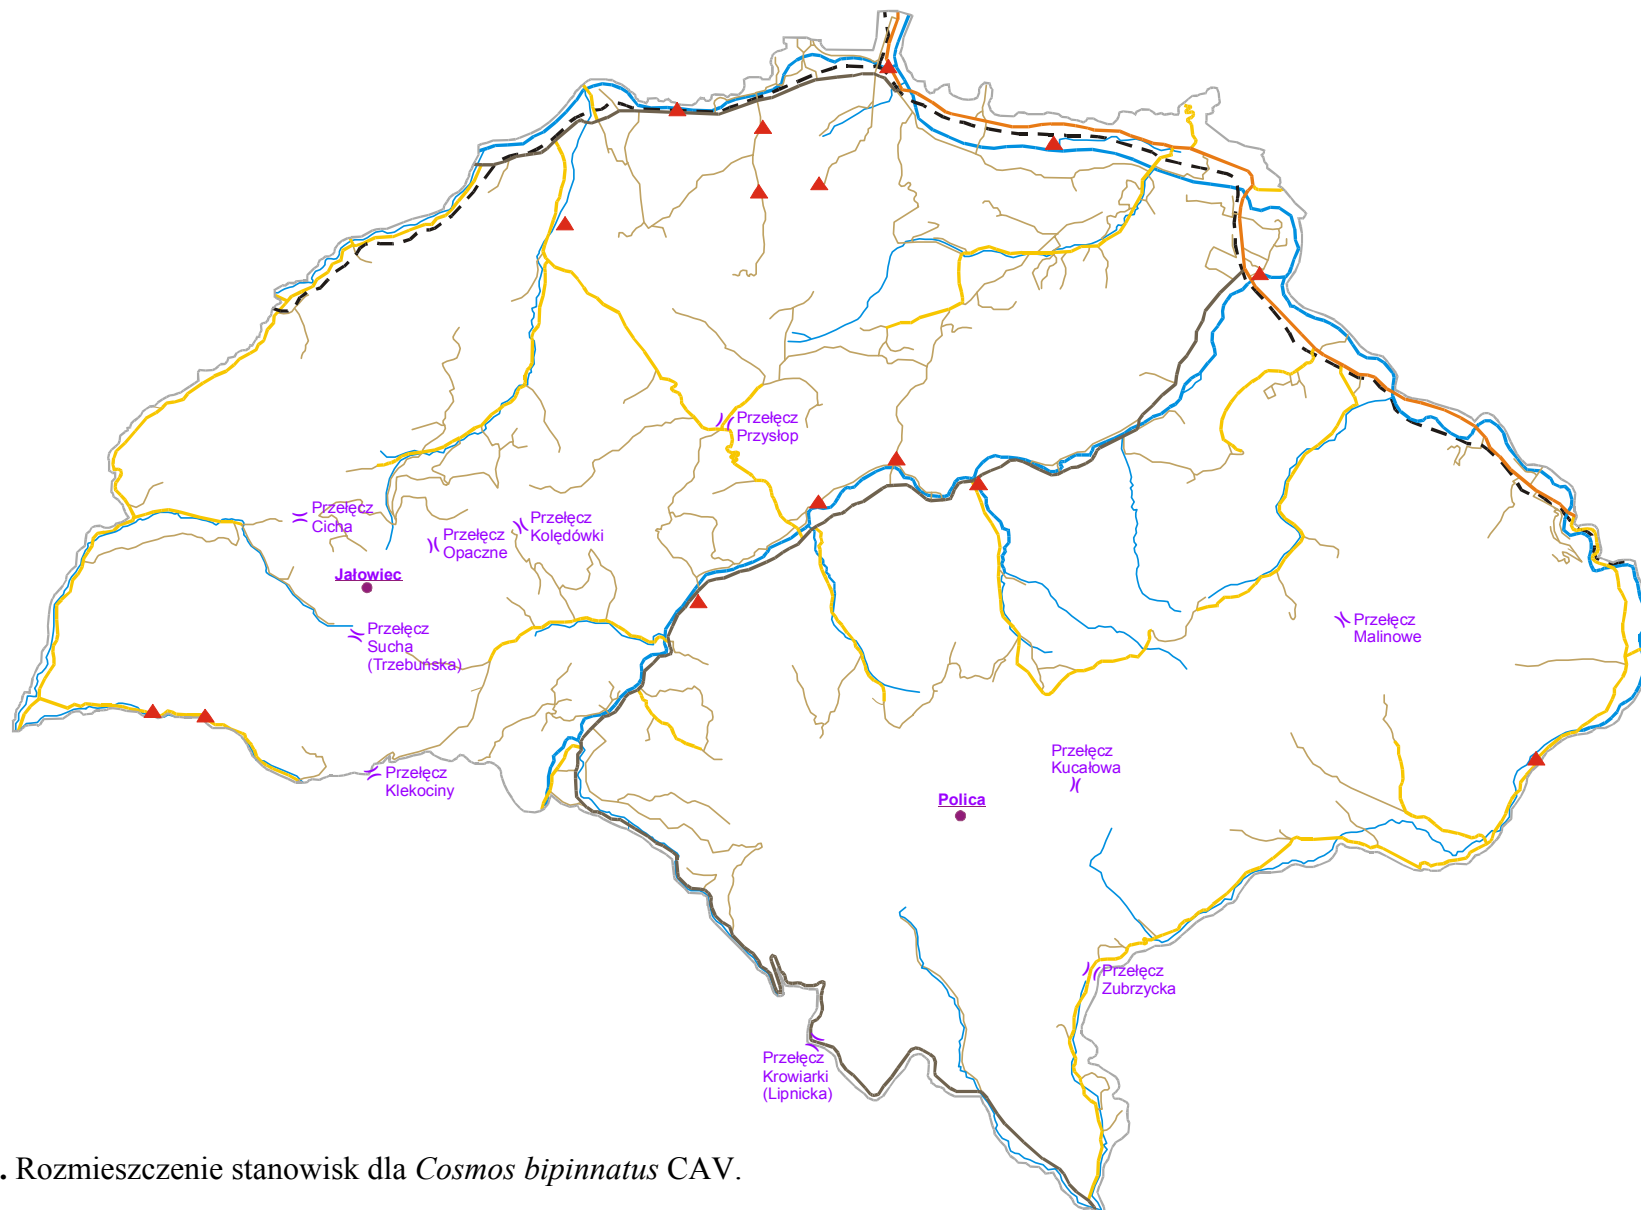 Przełęcz
Przysłop
Przełęcz
Cicha
Przełęcz
Opaczne
Przełęcz
Kolędówki
Jałowiec
Przełęcz
Sucha
(Trzebuńska)
Przełęcz
Malinowe
Przełęcz
Klekociny
Przełęcz
Kucałowa
Polica
Przełęcz
Zubrzycka
Przełęcz
Krowiarki
(Lipnicka)
. Rozmieszczenie stanowisk dla Cosmos bipinnatus CAV.